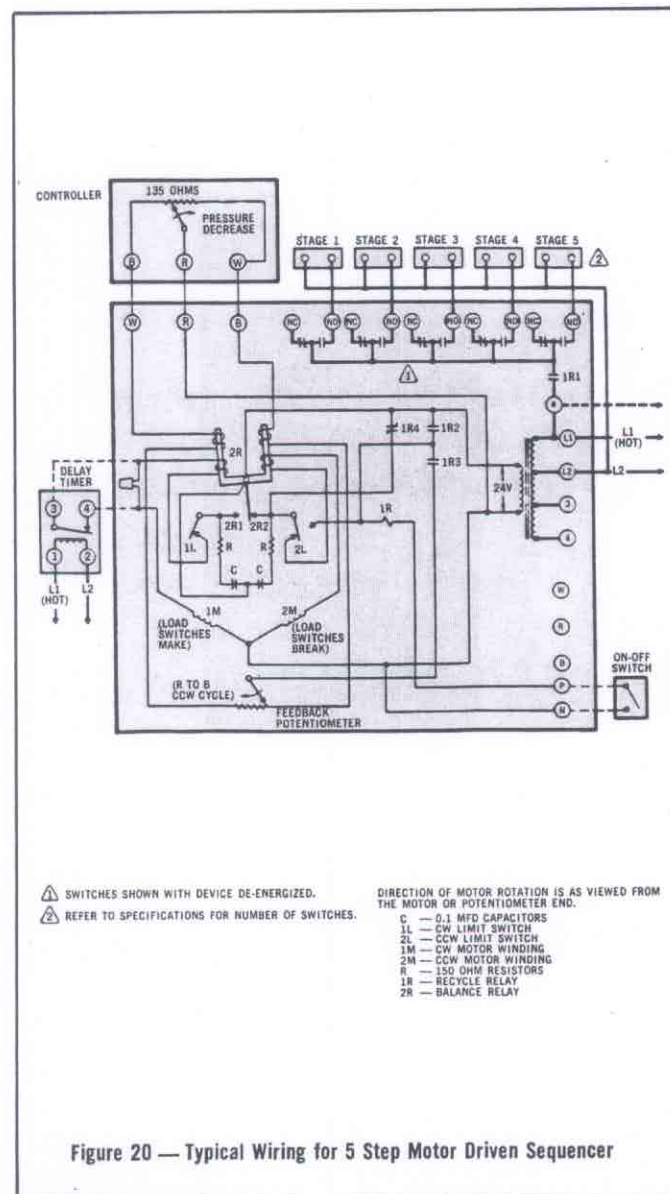 CONTROLLER
135 OHMS
PRESSURE
DECREASE
B R W
STAGE 1 STAGE 2 STAGE 3 STAGE 4 STAGE 5
2
W R B
NC NO NC NO NC NO NC NO NC NO
1
1R1
L1
L1
(HOT)
L2
L2
2R
1R4
1R2
1R3
24V
3
4
DELAY
TIMER
3 4
1 2
L1
(HOT)
L2
1L
2R1
2R2
2L
R R
C C
1R
1M
2M
(LOAD
SWITCHES
MAKE)
(LOAD
SWITCHES
BREAK)
W
R
B
P
N
ON-OFF
SWITCH
(R TO B
CCW CYCLE)
FEEDBACK
POTENTIOMETER
1 SWITCHES SHOWN WITH DEVICE DE-ENERGIZED.
2 REFER TO SPECIFICATIONS FOR NUMBER OF SWITCHES.
DIRECTION OF MOTOR ROTATION IS AS VIEWED FROM
THE MOTOR OR POTENTIOMETER END.
C — 0.1 MFD CAPACITORS
1L — CW LIMIT SWITCH
2L — CCW LIMIT SWITCH
1M — CW MOTOR WINDING
2M — CCW MOTOR WINDING
R — 150 OHM RESISTORS
1R — RECYCLE RELAY
2R — BALANCE RELAY
Figure 20 — Typical Wiring for 5 Step Motor Driven Sequencer